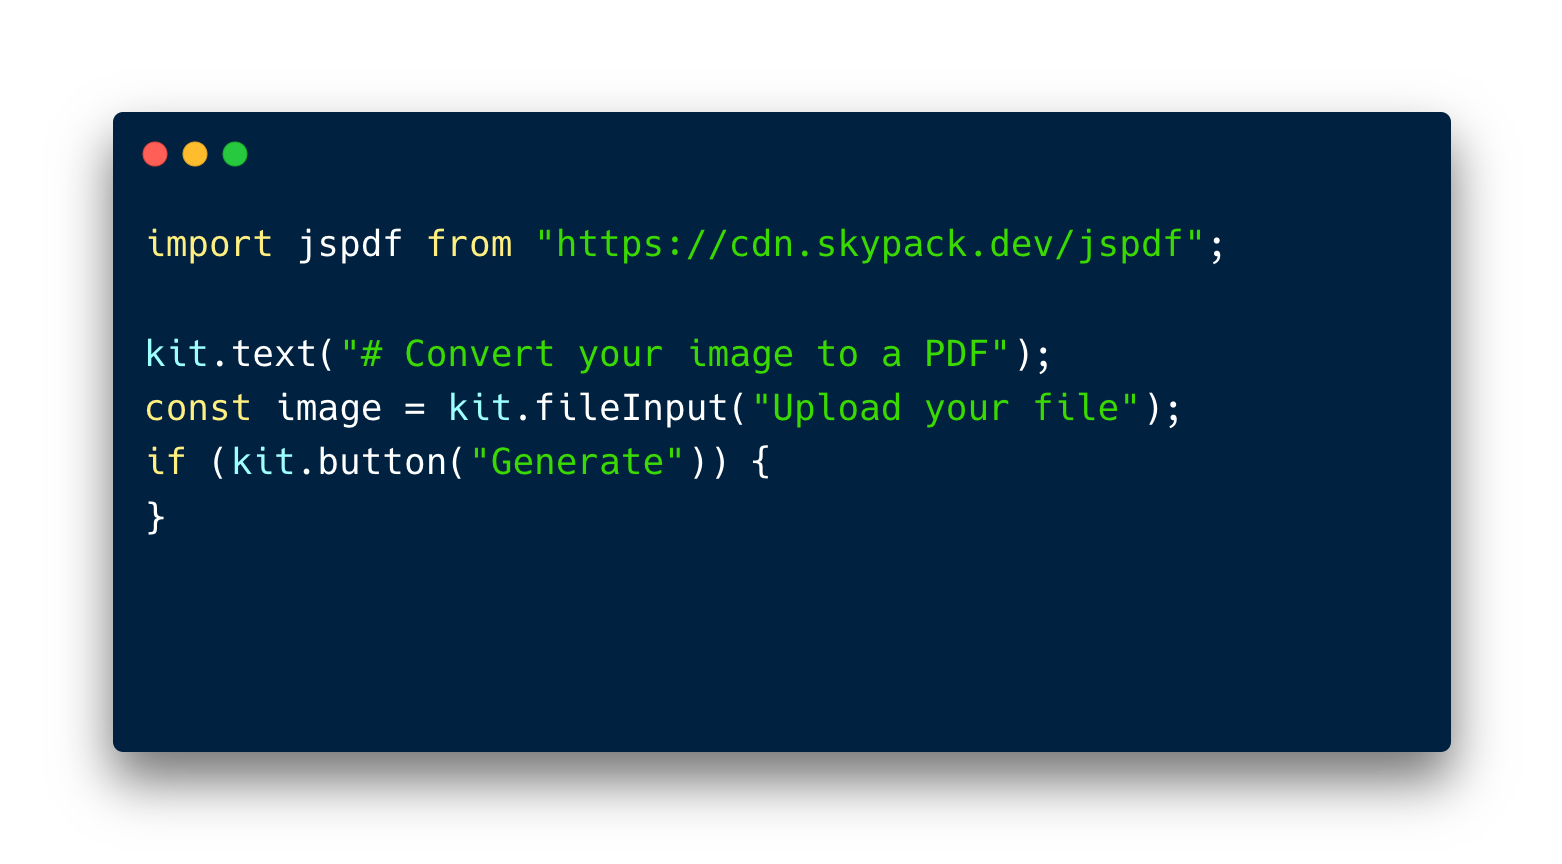 import jspdf from "https://cdn.skypack.dev/jspdf";
kit.text("# Convert your image to a PDF");
const image = kit.fileInput("Upload your file");
if (kit.button("Generate")) {
}